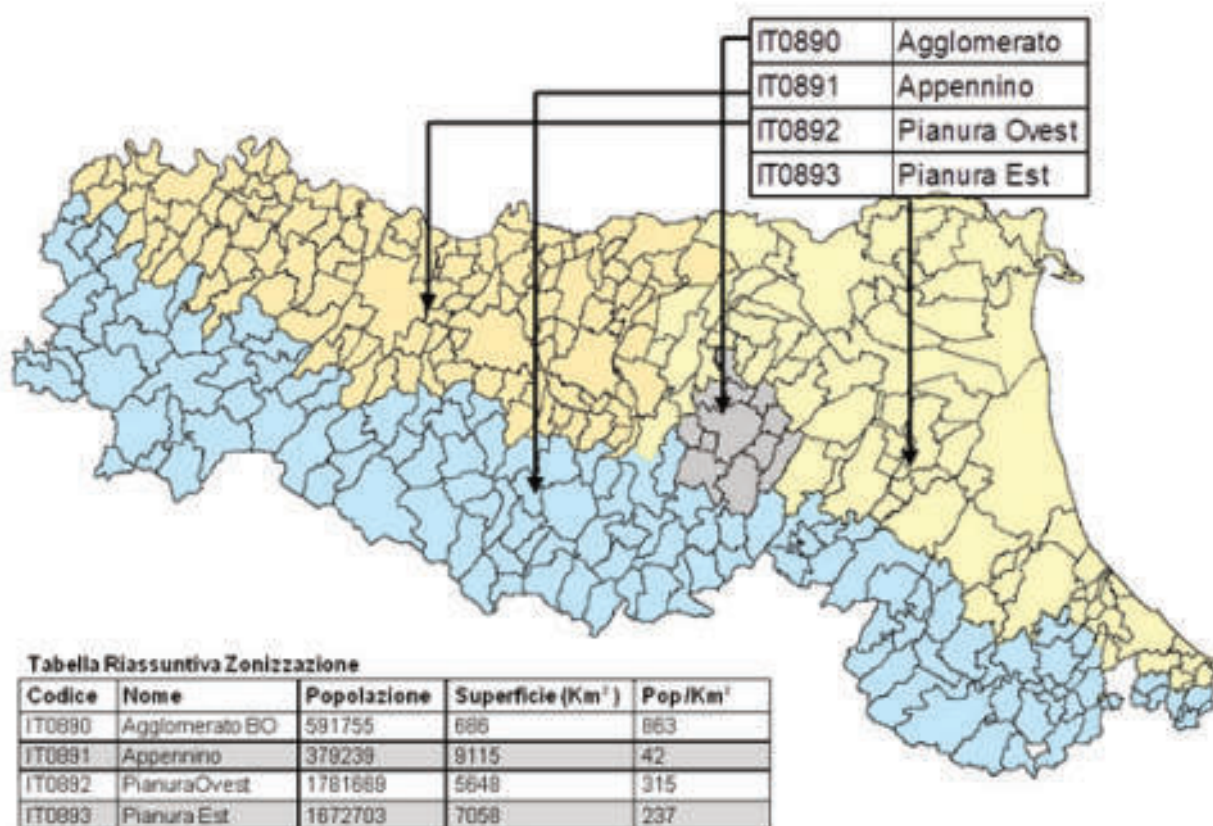 IT0890 Agglomerato
IT0891 Appennino
IT0892 Pianura Ovest
IT0893 Pianura Est
Tabella Riassuntiva Zonizzazione
Codice Nome Popolazione Superficie (Km²) Pop/Km²
IT0890 Agglomerato BO 591755 686 863
IT0891 Appennino 379239 9115 42
IT0892 PianuraOvest 1781669 5648 315
IT0893 Pianura Est 1672703 7058 237